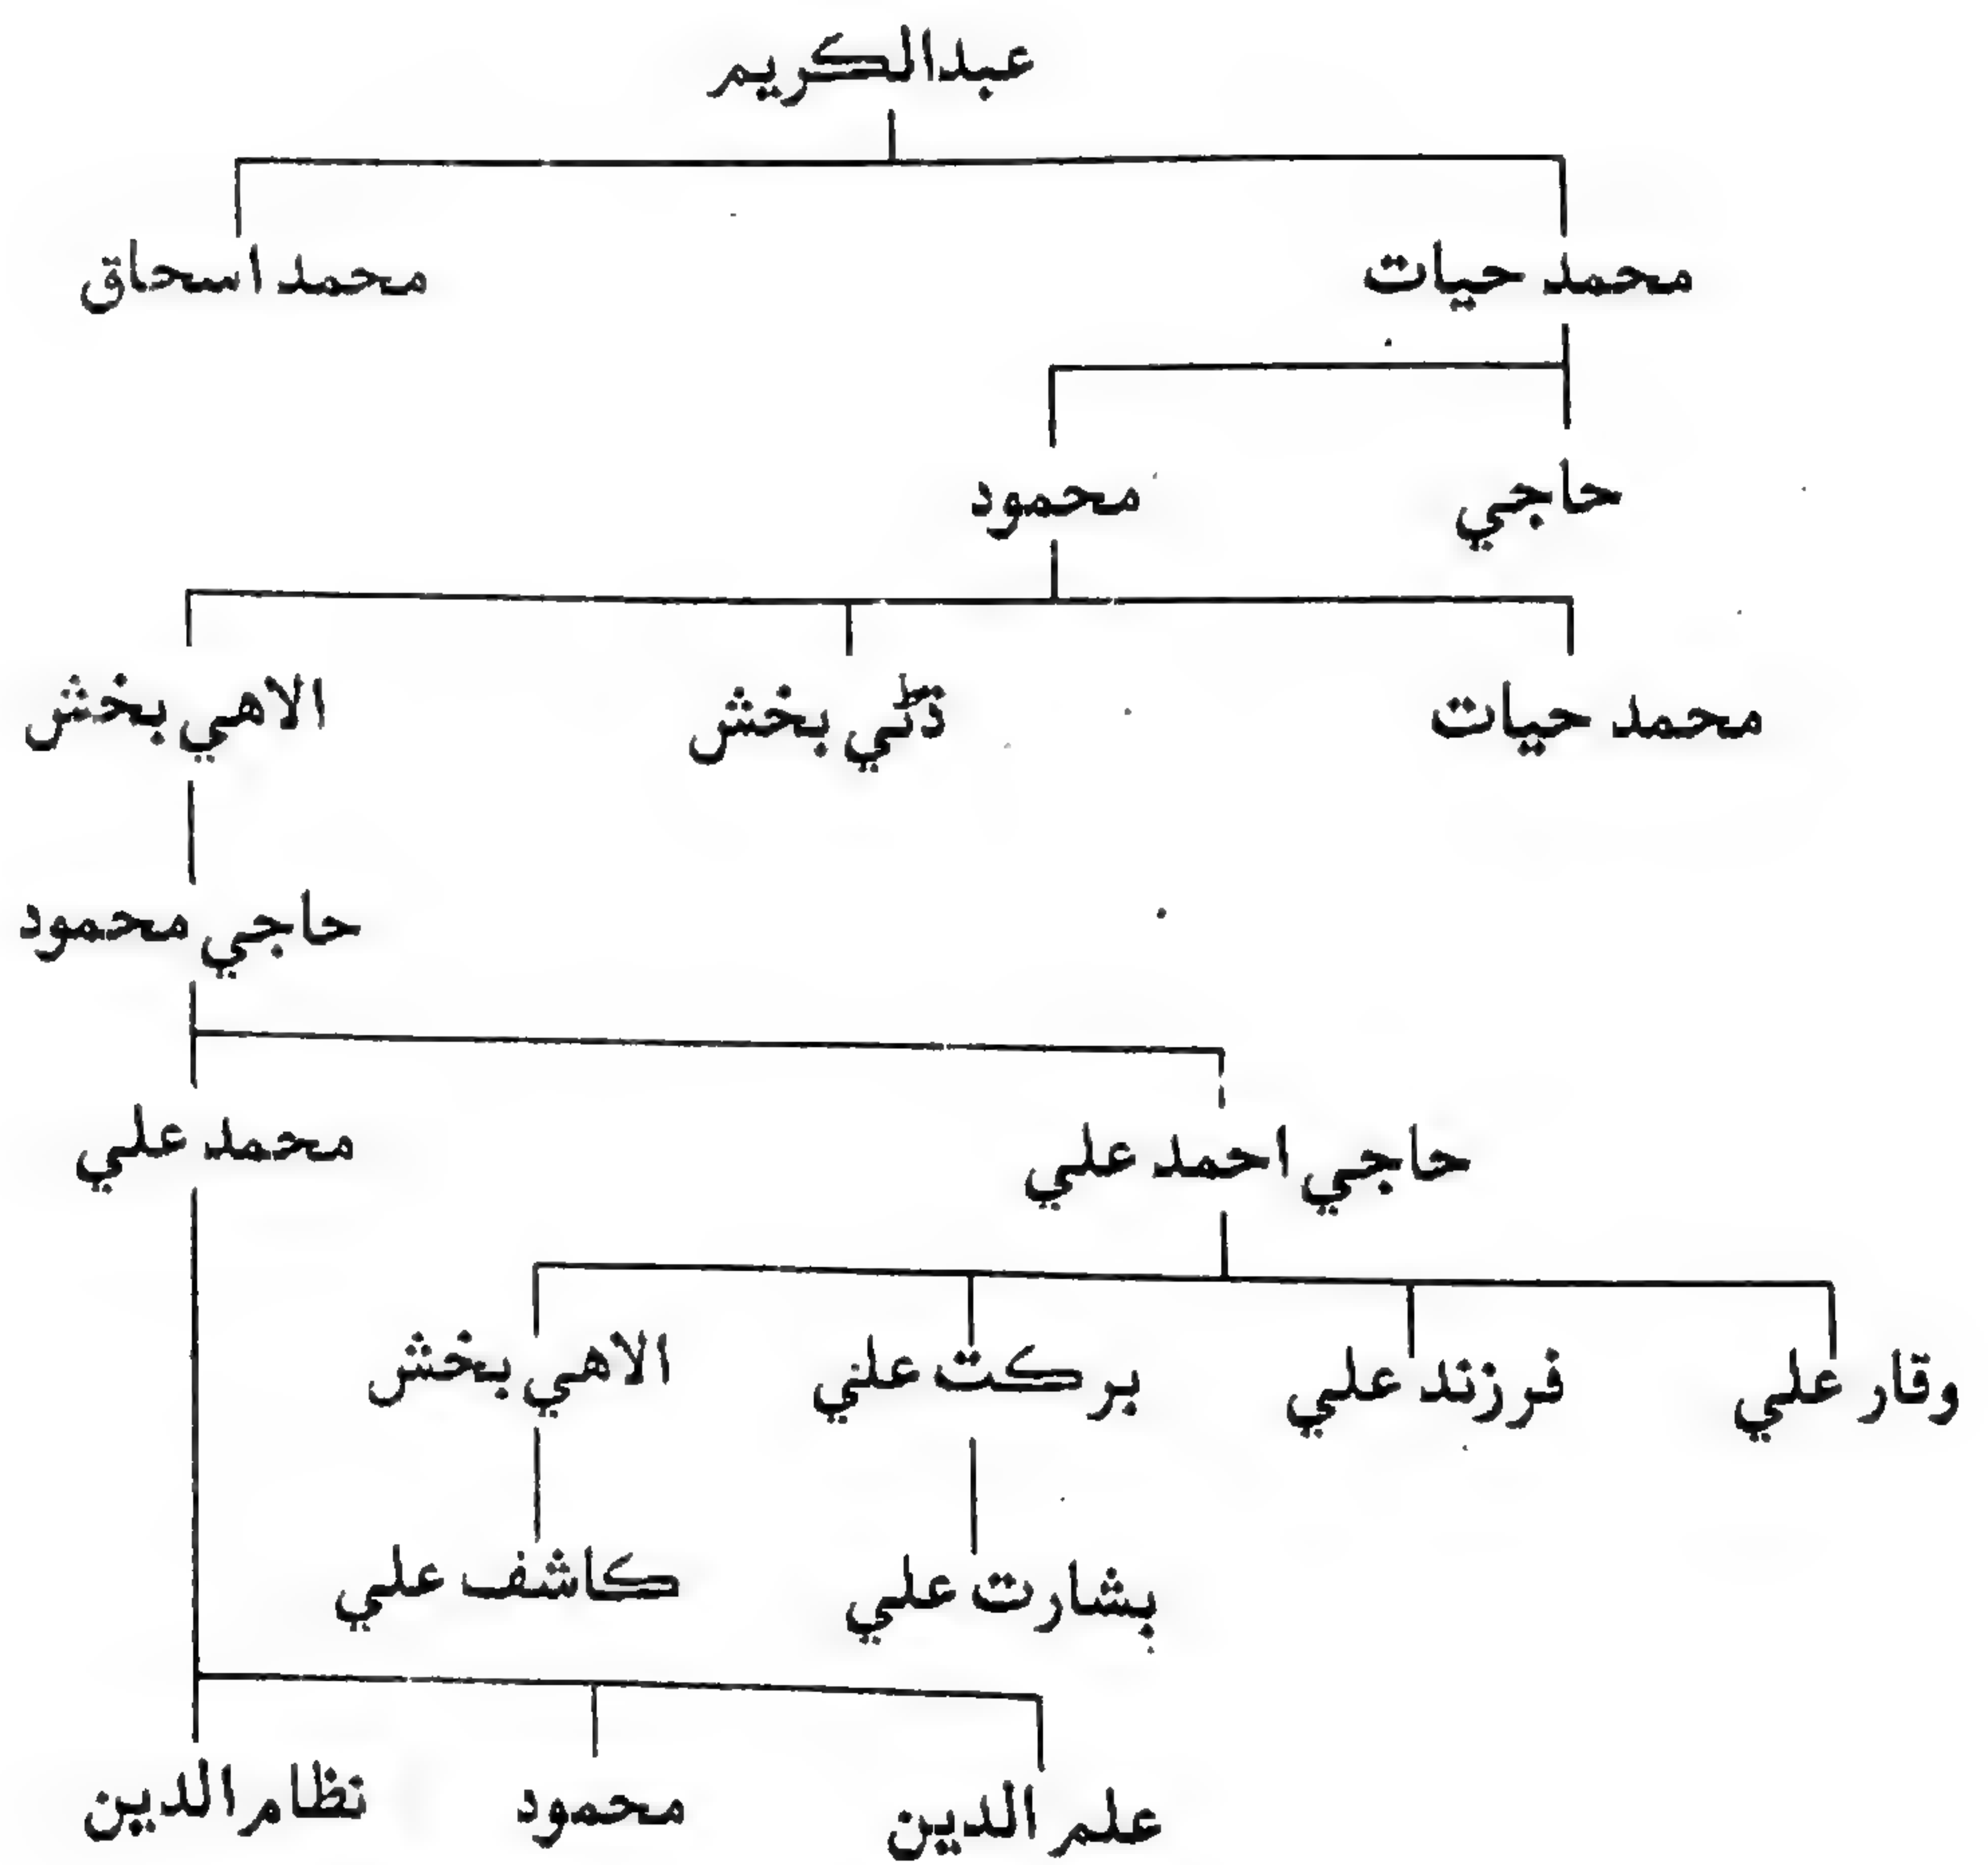 عبدالكريم
محمد حيات
محمد اسحاق
حاجي
محمود
محمد حيات
ڌڻي بخش
الاهي بخش
حاجي محمود
حاجي احمد علي
محمد علي
وقار علي
فرزند علي
بركت علي
الاهي بخش
بشارت علي
كاشف علي
علم الدين
محمود
نظام الدين